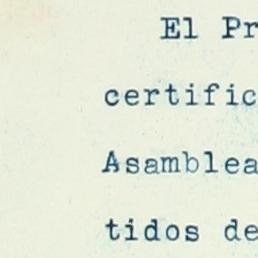 El Pr
certific
Asamblea
tidos de